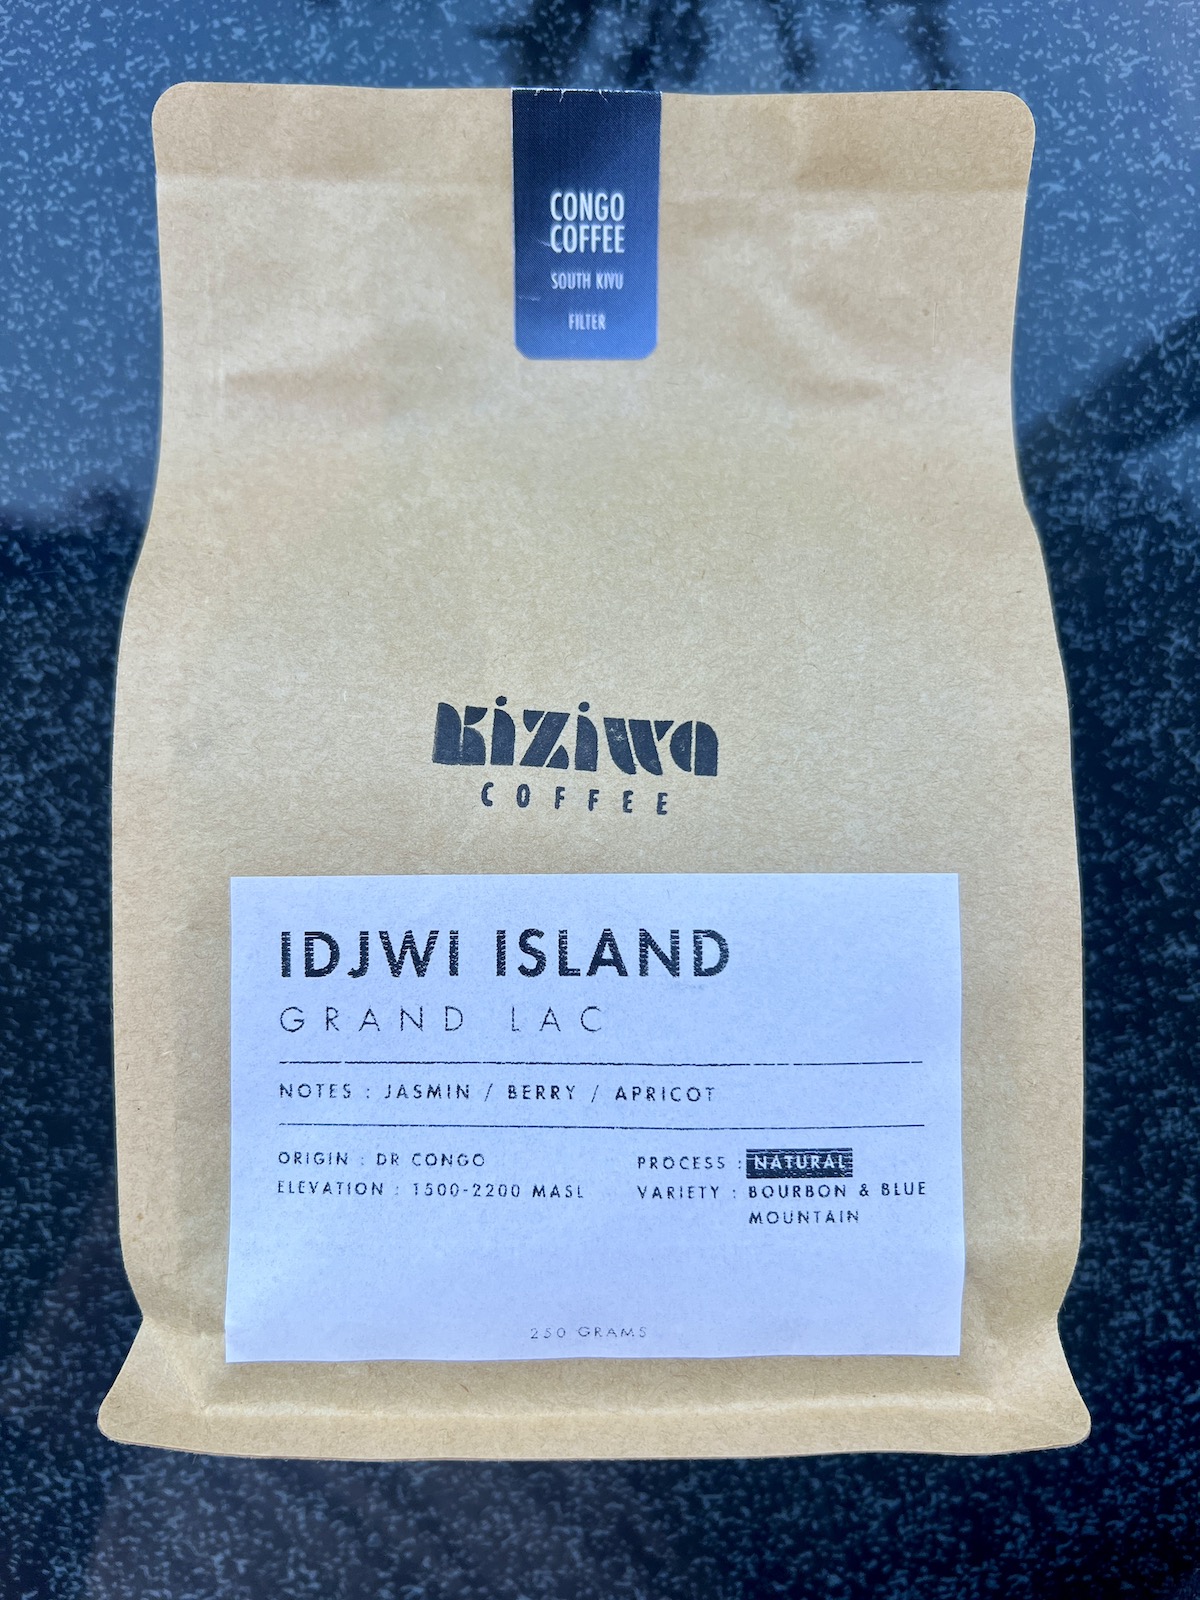 CONGO
COFFEE
SOUTH KIVU
FILTER
kiziwa
COFFEE
IDJWI ISLAND
GRAND LAC
NOTES : JASMIN / BERRY / APRICOT
ORIGIN : DR CONGO
ELEVATION : 1500-2200 MASL
PROCESS : NATURAL
VARIETY : BOURBON & BLUE
MOUNTAIN
250 GRAMS